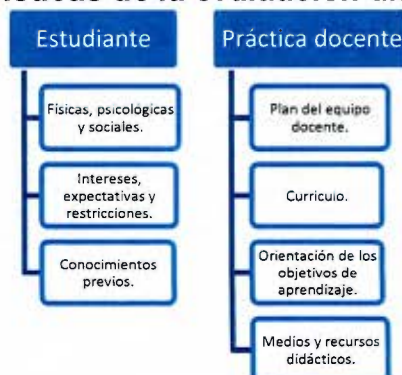 Estudiante
Físicas, psicológicas
y sociales.
Intereses,
expectativas y
restricciones.
Conocimientos
previos.
Práctica docente
Plan del equipo
docente.
Curriculo.
Orientación de los
objetivos de
aprendizaje.
Medios y recursos
didácticos.